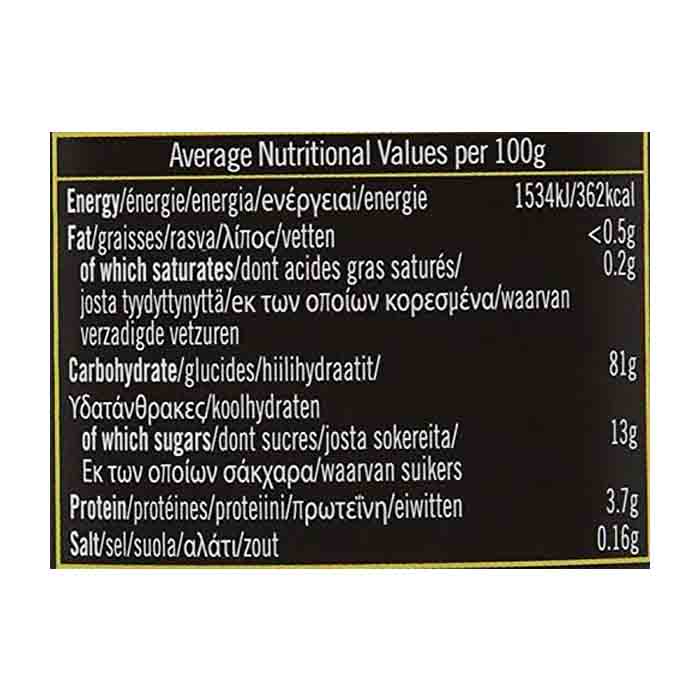 Average Nutritional Values per 100g
Energy/énergie/energia/ενέργειαι/energie 1534kJ/362kcal
Fat/graisses/rasva/λίπος/vetten <0.5g
of which saturates/dont acides gras saturés/ 0.2g
josta tyydyttynyttä/εκ των οποίων κορεσμένα/waarvan
verzadigde vetzuren
Carbohydrate/glucides/hiilihydraatit/ 81g
Υδατάνθρακες/koolhydraten
of which sugars/dont sucres/josta sokereita/ 13g
Εκ των οποίων σάκχαρα/waarvan suikers
Protein/protéines/proteiini/πρωτεΐνη/eiwitten 3.7g
Salt/sel/suola/αλάτι/zout 0.16g